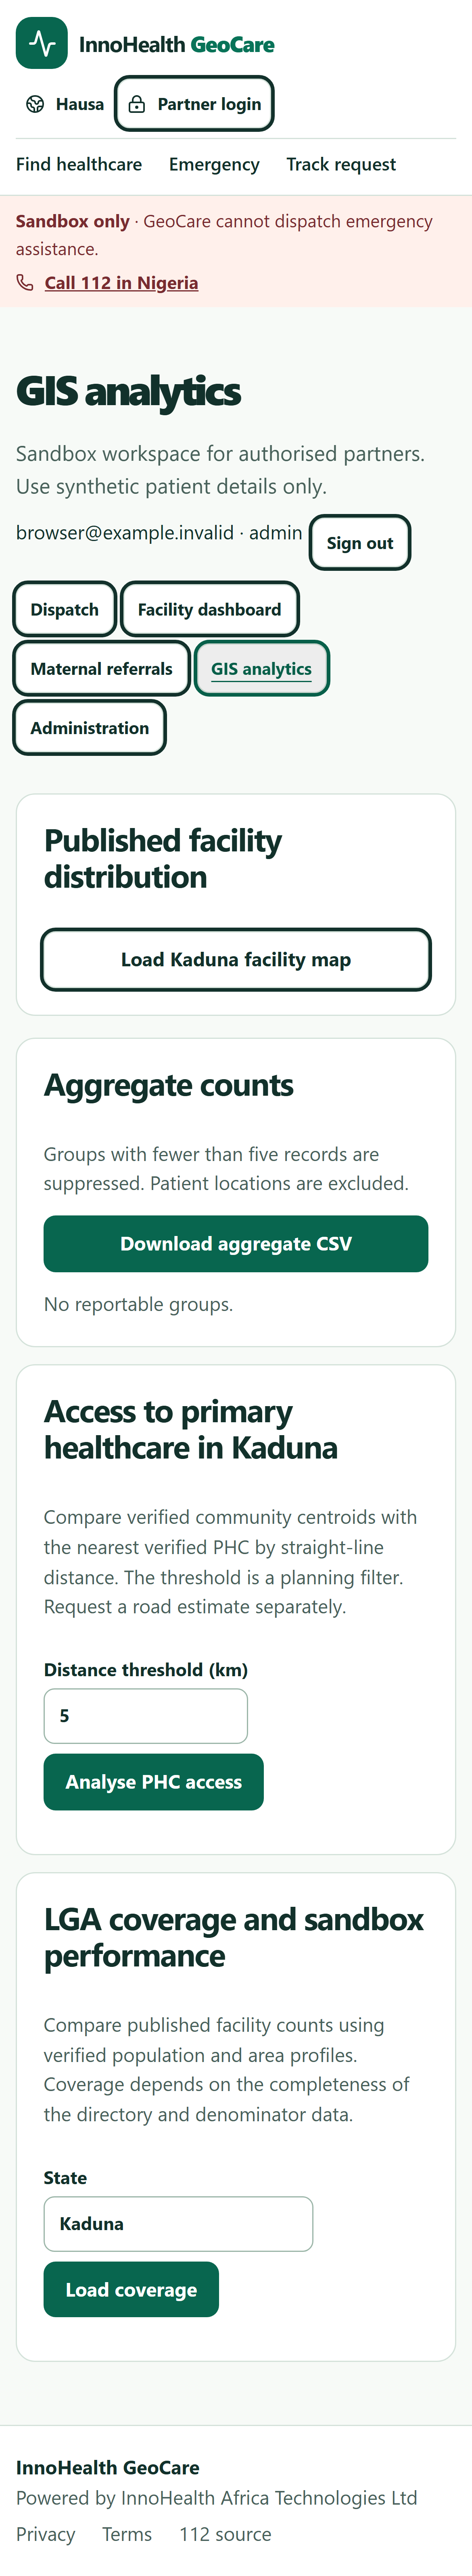 InnoHealth GeoCare
Hausa
Partner login
Find healthcare
Emergency
Track request
Sandbox only · GeoCare cannot dispatch emergency
assistance.
Call 112 in Nigeria
GIS analytics
Sandbox workspace for authorised partners.
Use synthetic patient details only.
browser@example.invalid · admin
Sign out
Dispatch
Facility dashboard
Maternal referrals
GIS analytics
Administration
Published facility
distribution
Load Kaduna facility map
Aggregate counts
Groups with fewer than five records are
suppressed. Patient locations are excluded.
Download aggregate CSV
No reportable groups.
Access to primary
healthcare in Kaduna
Compare verified community centroids with
the nearest verified PHC by straight-line
distance. The threshold is a planning filter.
Request a road estimate separately.
Distance threshold (km)
5
Analyse PHC access
LGA coverage and sandbox
performance
Compare published facility counts using
verified population and area profiles.
Coverage depends on the completeness of
the directory and denominator data.
State
Kaduna
Load coverage
InnoHealth GeoCare
Powered by InnoHealth Africa Technologies Ltd
Privacy
Terms
112 source